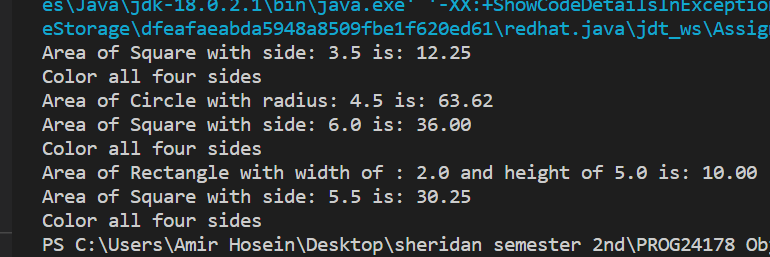 es\Java\jdk-18.0.2.1\bin\java.exe' '-XX:+ShowCodeDetailsInException
eStorage\dfeafaeabda5948a8509fbe1f620ed61\redhat.java\jdt_ws\Assig
Area of Square with side: 3.5 is: 12.25
Color all four sides
Area of Circle with radius: 4.5 is: 63.62
Area of Square with side: 6.0 is: 36.00
Color all four sides
Area of Rectangle with width of : 2.0 and height of 5.0 is: 10.00
Area of Square with side: 5.5 is: 30.25
Color all four sides
PS C:\Users\Amir Hosein\Desktop\sheridan semester 2nd\PROG24178 Ob